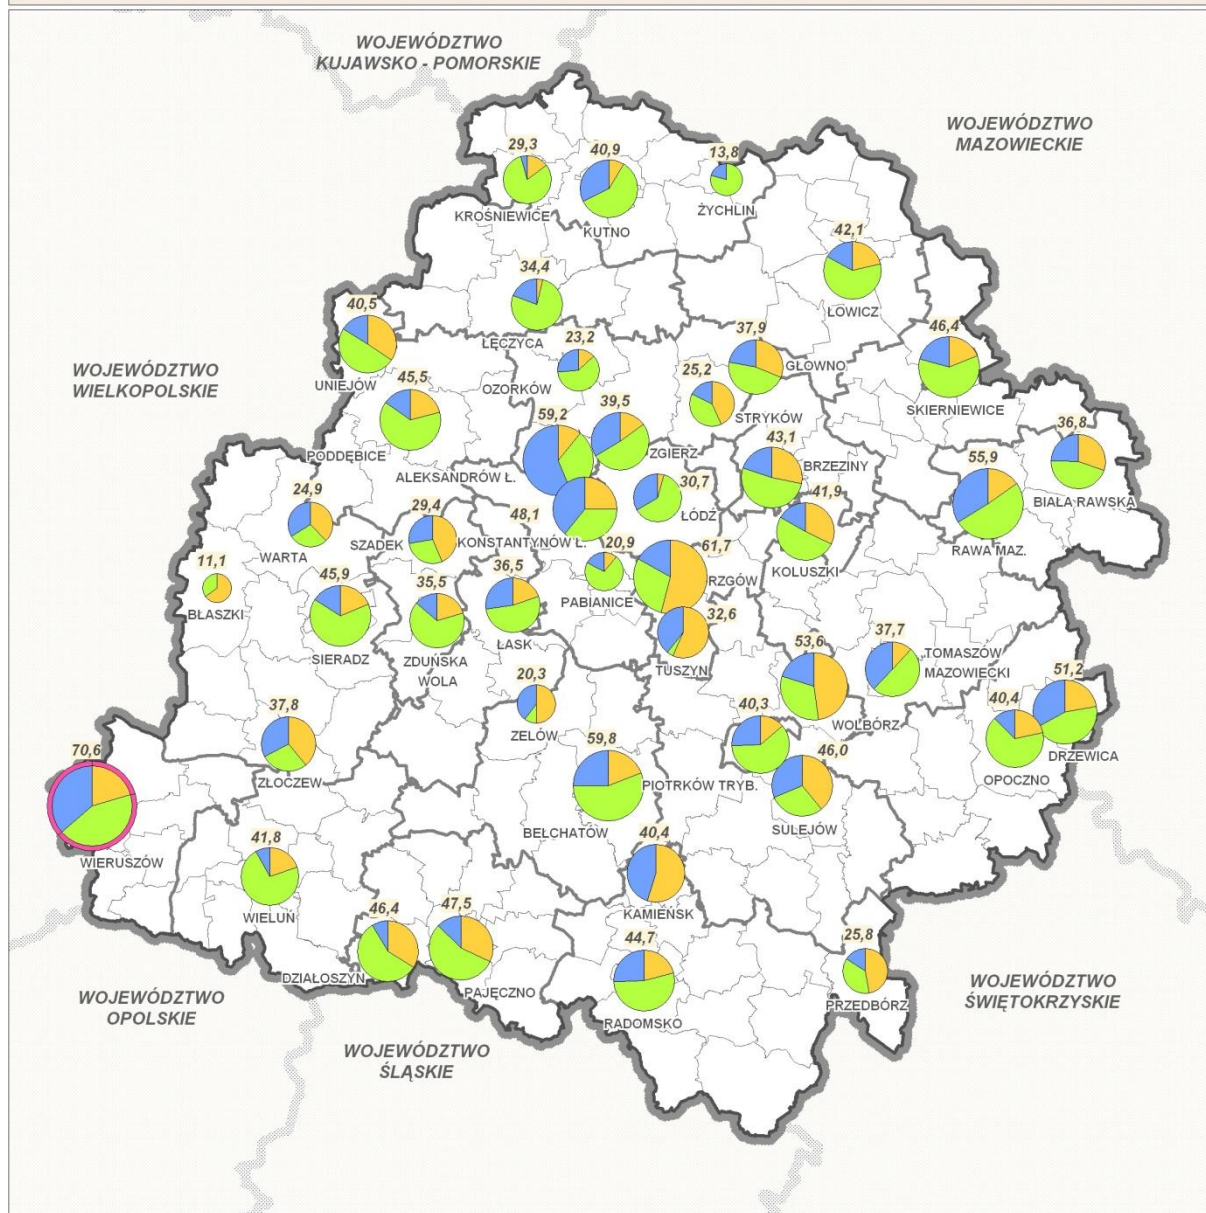 WOJEWÓDZTWO
KUJAWSKO - POMORSKIE
WOJEWÓDZTWO
MAZOWIECKIE
29,3
KROŚNIEWICE
40,9
KUTNO
13,8
ŻYCHLIN
42,1
ŁOWICZ
34,4
ŁĘCZYCA
40,5
UNIEJÓW
23,2
OZORKÓW
37,9
GŁOWNO
46,4
SKIERNIEWICE
WOJEWÓDZTWO
WIELKOPOLSKIE
45,5
PODDĘBICE
25,2
STRYKÓW
59,2
ALEKSANDRÓW Ł.
39,5
ZGIERZ
43,1
BRZEZINY
36,8
BIAŁA RAWSKA
55,9
RAWA MAZ.
24,9
WARTA
29,4
SZADEK
48,1
KONSTANTYNÓW Ł.
30,7
ŁÓDŹ
41,9
KOLUSZKI
11,1
BŁASZKI
45,9
SIERADZ
35,5
ZDUŃSKA
WOLA
36,5
ŁASK
20,9
PABIANICE
61,7
RZGÓW
32,6
TUSZYN
53,6
WOLBÓRZ
37,7
TOMASZÓW
MAZOWIECKI
51,2
DRZEWICA
40,4
OPOCZNO
20,3
ZELÓW
37,8
ZŁOCZEW
70,6
WIERUSZÓW
59,8
BEŁCHATÓW
40,3
PIOTRKÓW TRYB.
46,0
SULEJÓW
41,8
WIELUŃ
40,4
KAMIEŃSK
46,4
DZIAŁOSZYN
47,5
PAJĘCZNO
44,7
RADOMSKO
25,8
PRZEDBÓRZ
WOJEWÓDZTWO
OPOLSKIE
WOJEWÓDZTWO
ŚLĄSKIE
WOJEWÓDZTWO
ŚWIĘTOKRZYSKIE